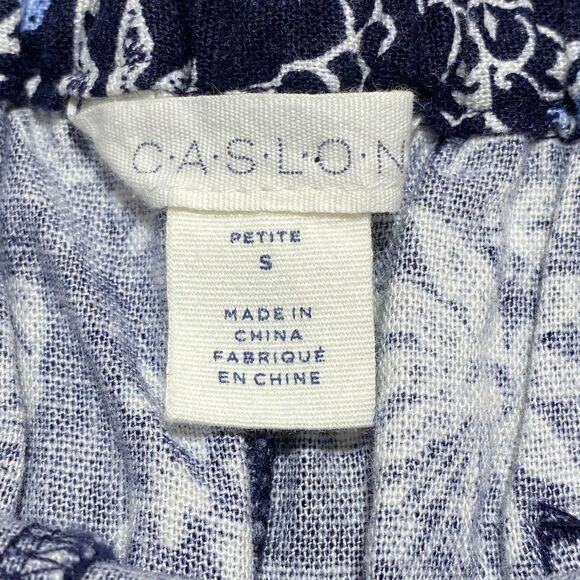 C·A·S·L·O·N
PETITE
S
MADE IN
CHINA
FABRIQUÉ
EN CHINE